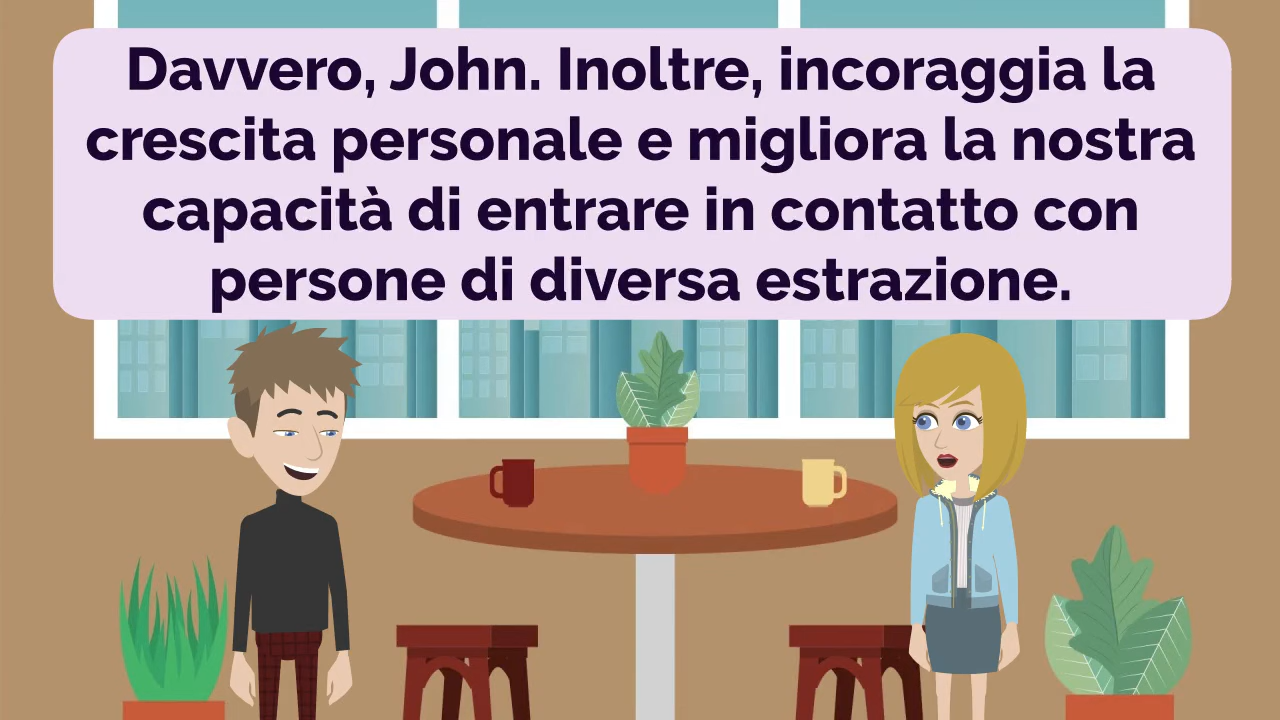 Davvero, John. Inoltre, incoraggia la
crescita personale e migliora la nostra
capacità di entrare in contatto con
persone di diversa estrazione.